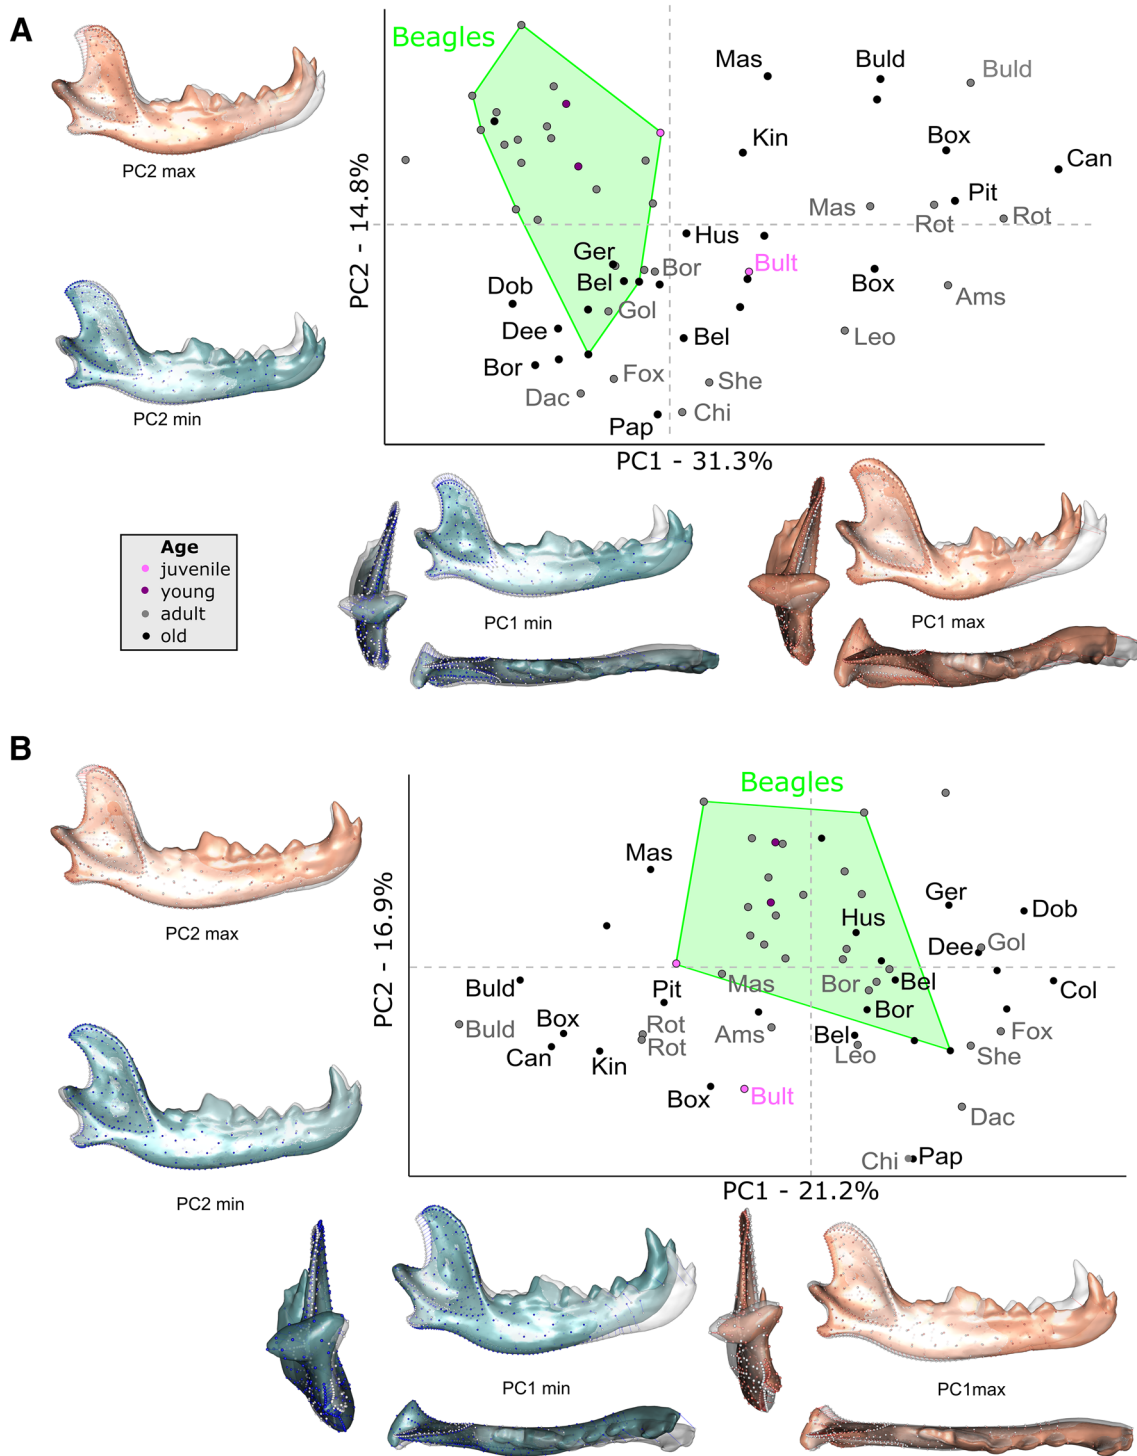 A
Beagles
Mas
Buld
Buld
PC2 max
Kin
Box
Can
PC2 - 14.8%
Mas
Pit
Rot
Rot
Hus
Ger
Bor
Bult
Bel
Box
Dob
Gol
Ams
Dee
Bel
Leo
Bor
Fox
She
Dac
PC2 min
Pap
Chi
PC1 - 31.3%
Age
juvenile
young
adult
old
PC1 min
PC1 max
B
Beagles
Mas
PC2 max
PC2 - 16.9%
Ger
Dob
Hus
Dee
Gol
Buld
Pit
Mas
Bor
Bel
Col
Buld
Box
Rot
Bor
Can
Rot
Ams
Bel
Fox
Kin
Leo
She
Box
Bult
Dac
Chi
Pap
PC2 min
PC1 - 21.2%
PC1 min
PC1max